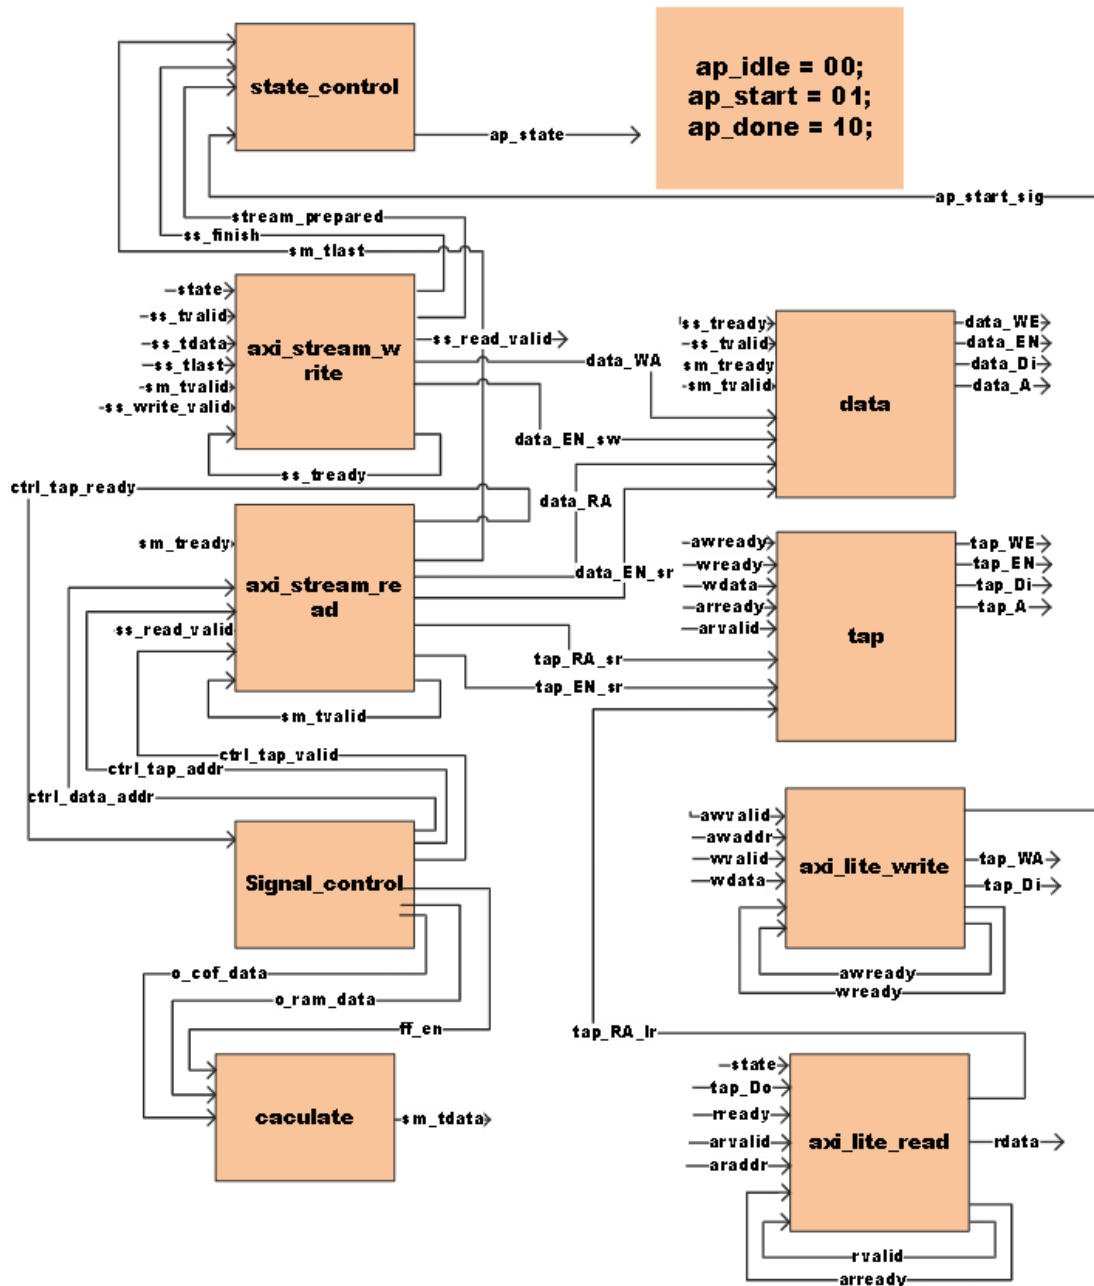 state_control
ap_idle = 00;
ap_start = 01;
ap_done = 10;
ap_state
ap_start_sig
stream_prepared
ss_finish
sm_tlast
state
ss_tvalid
ss_tdata
ss_tlast
sm_tvalid
ss_write_valid
axi_stream_w
rite
ss_read_valid
data_WA
data_EN_sw
ss_tready
ss_tready
ss_tvalid
sm_tready
sm_tvalid
data
data_WE
data_EN
data_Di
data_A
ctrl_tap_ready
data_RA
sm_tready
axi_stream_re
ad
ss_read_valid
data_EN_sr
tap_RA_sr
tap_EN_sr
sm_tvalid
awready
wready
wdata
arready
arvalid
tap
tap_WE
tap_EN
tap_Di
tap_A
ctrl_tap_valid
ctrl_tap_addr
ctrl_data_addr
Signal_control
awvalid
awaddr
wvalid
wdata
axi_lite_write
tap_WA
tap_Di
awready
wready
o_cof_data
o_ram_data
ff_en
caculate
sm_tdata
tap_RA_lr
state
tap_Do
rready
arvalid
araddr
axi_lite_read
rdata
rvalid
arready